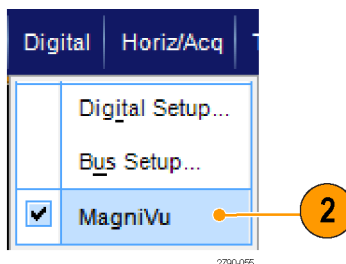 Digital Horiz/Acq
Digital Setup...
Bus Setup...
MagniVu
2
2790-055